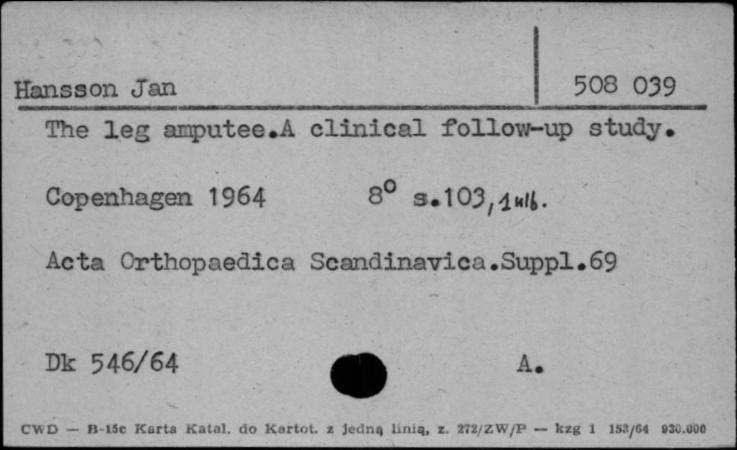 Hansson Jan 508 039
The leg amputee.A clinical follow-up study.
Copenhagen 1964 8° s.103, 1 nlb.
Acta Orthopaedica Scandinavica.Suppl.69
Dk 546/64 A.
CWD — B-15c Karta Katal. do Kartot. z jedną linią, z. 272/ZW/P — kzg 1 153/64 930.000